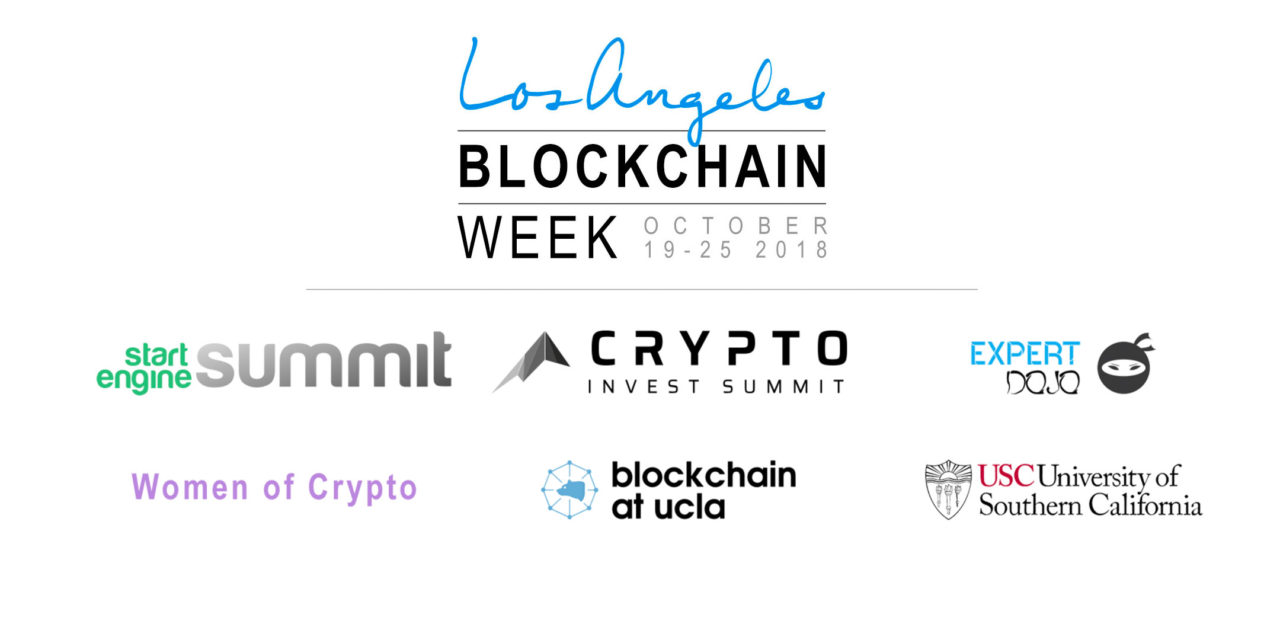 Los Angeles
BLOCKCHAIN
WEEK
OCTOBER
19-25 2018
start
engine
summit
CRYPTO
INVEST SUMMIT
EXPERT
DOJO
Women of Crypto
blockchain
at ucla
USC University of
Southern California